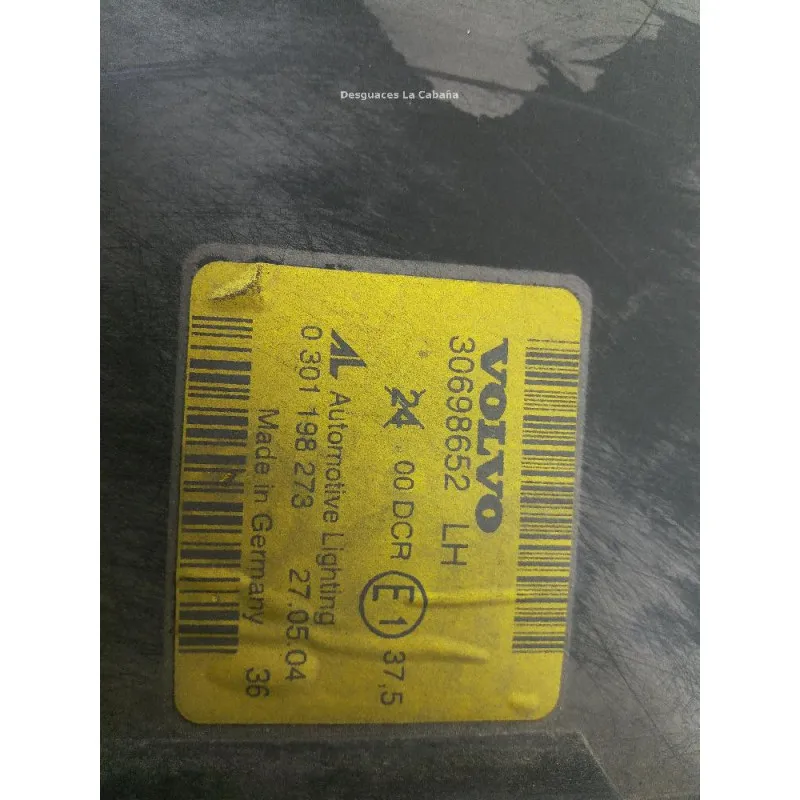 Desguaces La Cabaña
VOLVO
30698652 LH
24 .00 DCR E1 37,5
AL Automotive Lighting
0 301 198 273 27.05.04
Made in Germany 36